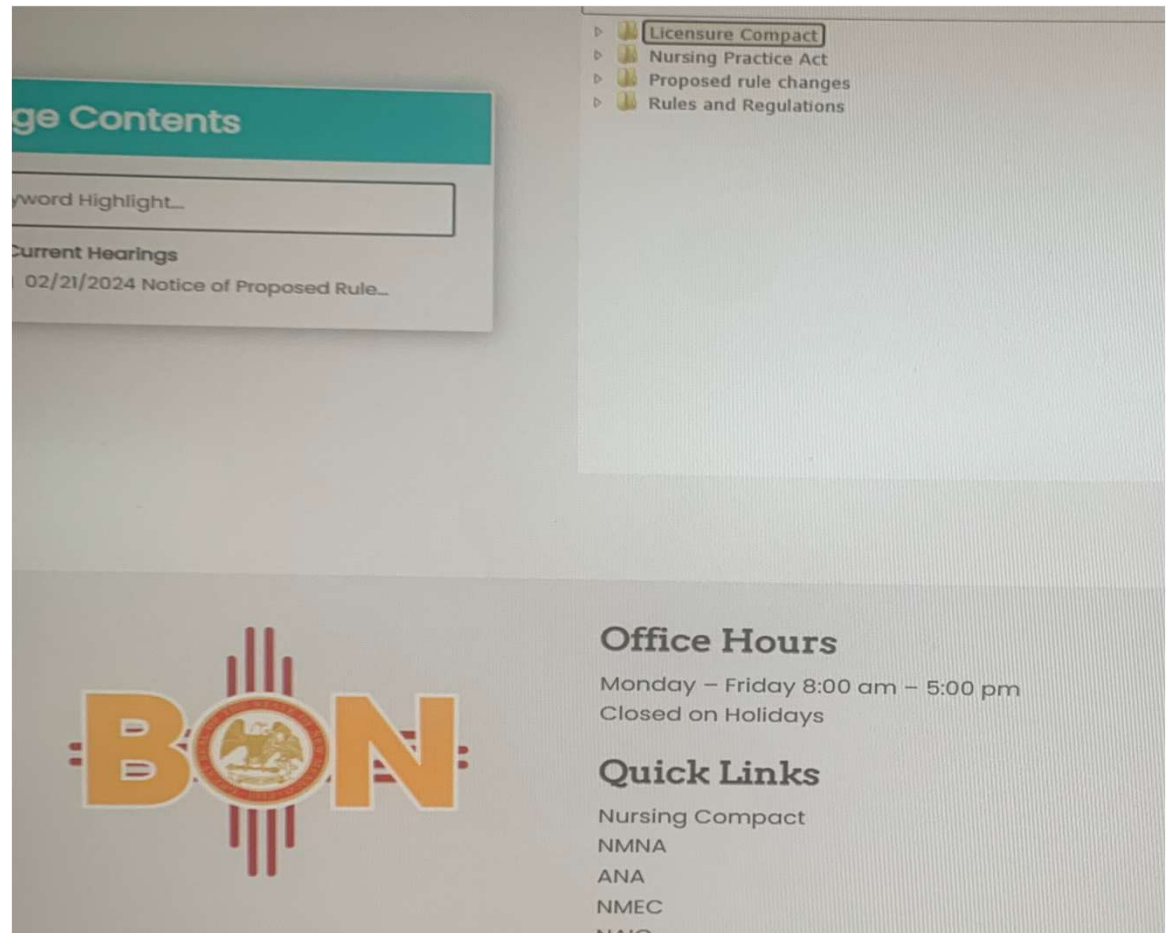 ge Contents
yword Highlight...
Current Hearings
02/21/2024 Notice of Proposed Rule...
Licensure Compact
Nursing Practice Act
Proposed rule changes
Rules and Regulations
BON
Office Hours
Monday – Friday 8:00 am – 5:00 pm
Closed on Holidays
Quick Links
Nursing Compact
NMNA
ANA
NMEC